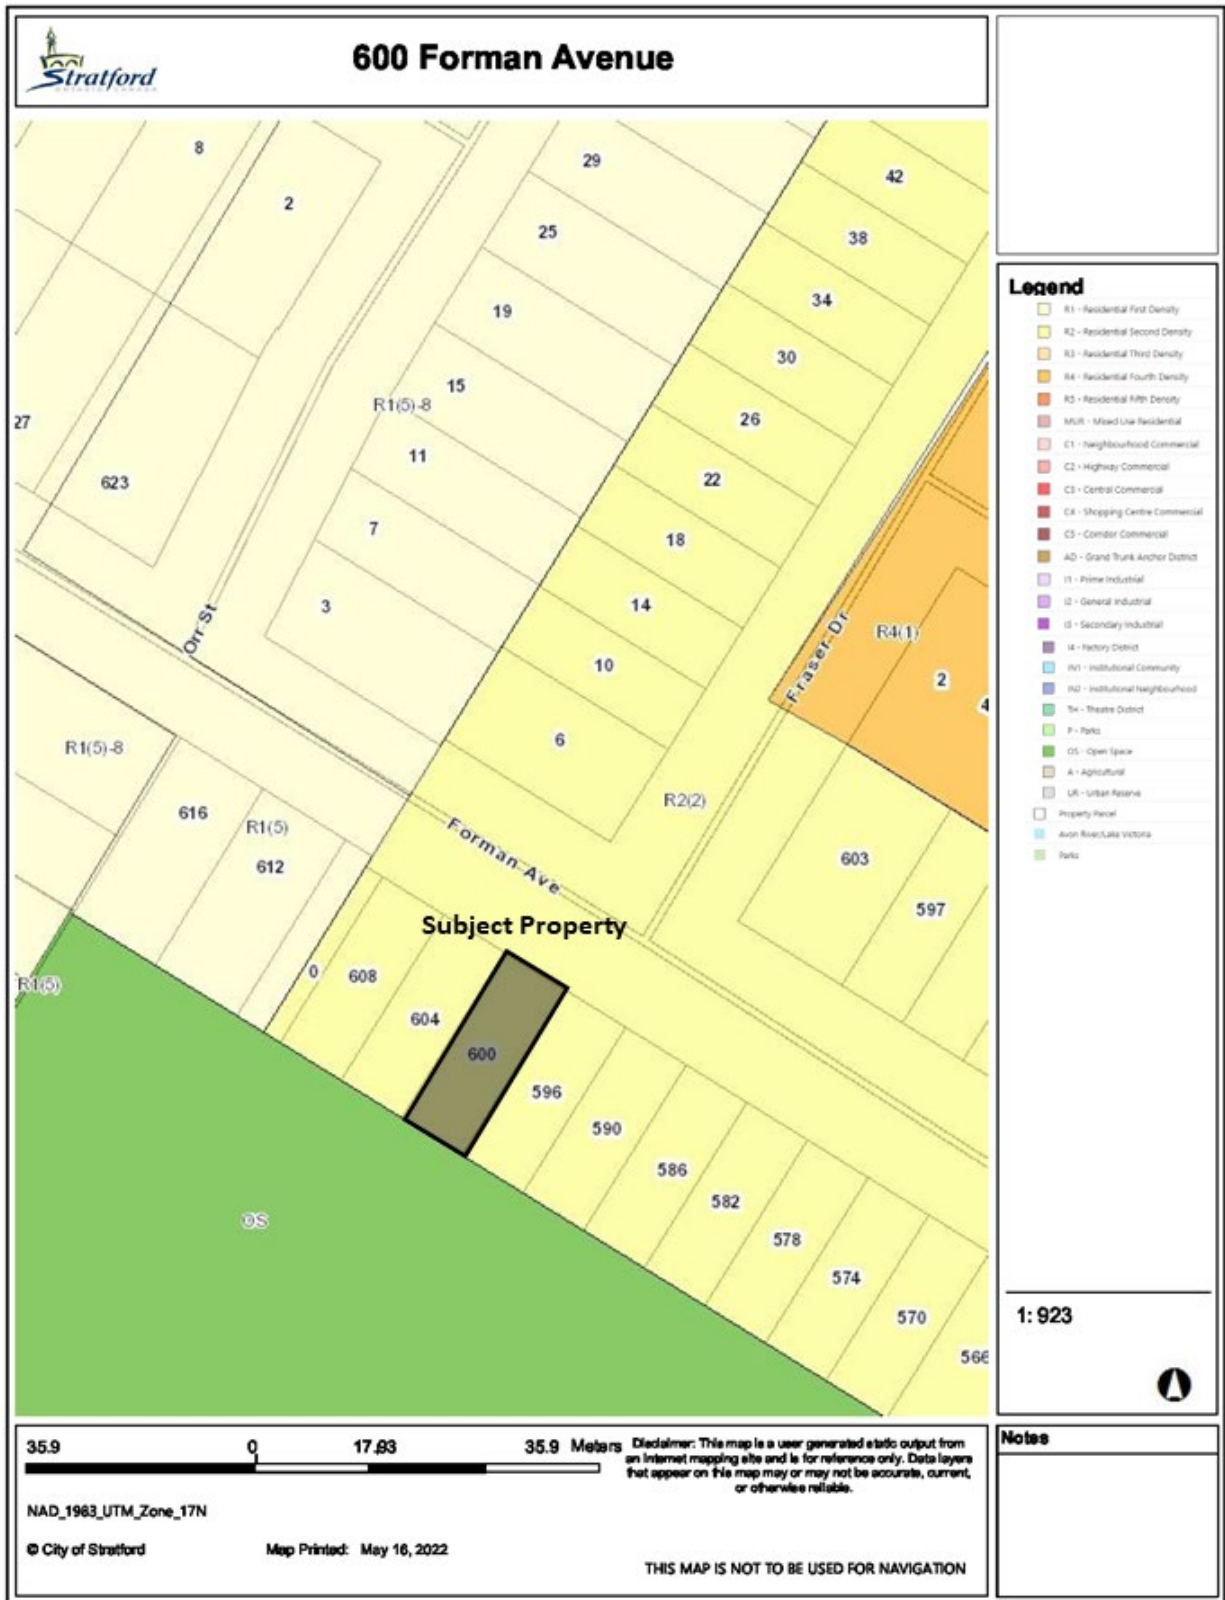 Stratford
600 Forman Avenue
8
2
29
42
25
38
19
34
30
15
R1(5)-8
27
26
11
22
623
7
18
14
3
Orr St
R4(1)
Fraser Dr
10
2
4
6
R1(5)-8
R2(2)
616
R1(5)
Forman Ave
603
612
597
Subject Property
0
608
R1(5)
604
600
596
590
586
582
OS
578
574
570
566
Legend
R1 - Residential First Density
R2 - Residential Second Density
R3 - Residential Third Density
R4 - Residential Fourth Density
R5 - Residential Fifth Density
MUR - Mixed Use Residential
C1 - Neighbourhood Commercial
C2 - Highway Commercial
C3 - Central Commercial
C4 - Shopping Centre Commercial
C5 - Corridor Commercial
AD - Grand Trunk Anchor District
I1 - Prime Industrial
I2 - General Industrial
I3 - Secondary Industrial
I4 - Factory District
IN1 - Institutional Community
IN2 - Institutional Neighbourhood
TH - Theatre District
P - Parks
OS - Open Space
A - Agricultural
UR - Urban Reserve
Property Parcel
Avon River/Lake Victoria
Parks
1: 923
35.9 0 17.93 35.9 Meters
NAD_1983_UTM_Zone_17N
© City of Stratford Map Printed: May 16, 2022
Disclaimer: This map is a user generated static output from
an Internet mapping site and is for reference only. Data layers
that appear on this map may or may not be accurate, current,
or otherwise reliable.
THIS MAP IS NOT TO BE USED FOR NAVIGATION
Notes